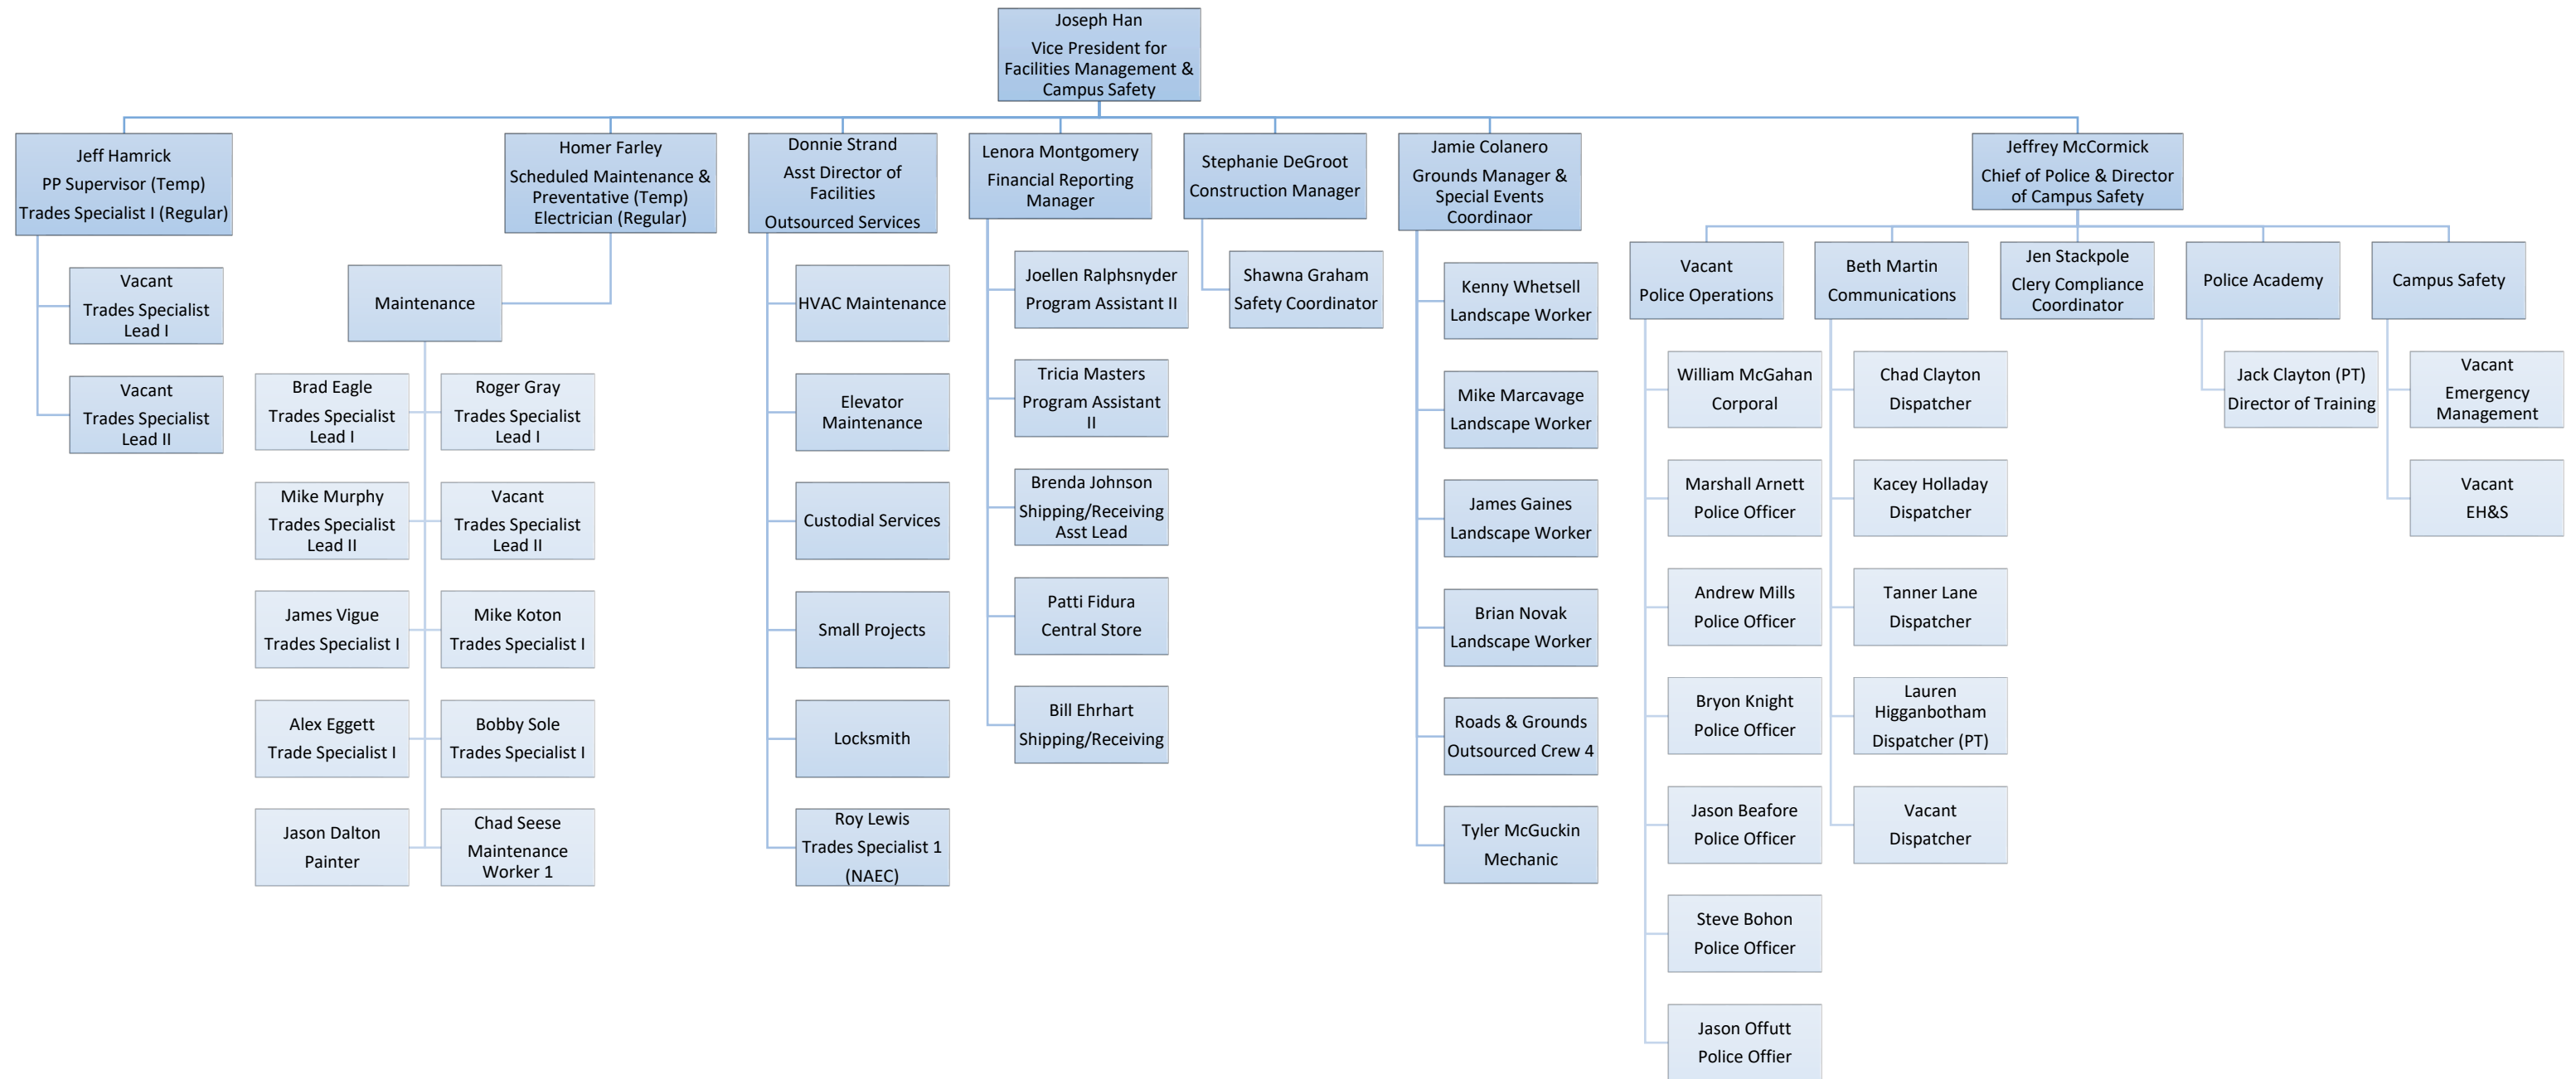 Joseph Han
Vice President for
Facilities Management &
Campus Safety
Jeff Hamrick
PP Supervisor (Temp)
Trades Specialist I (Regular)
Vacant
Trades Specialist
Lead I
Vacant
Trades Specialist
Lead II
Homer Farley
Scheduled Maintenance &
Preventative (Temp)
Electrician (Regular)
Maintenance
Brad Eagle
Trades Specialist
Lead I
Roger Gray
Trades Specialist
Lead I
Mike Murphy
Trades Specialist
Lead II
Vacant
Trades Specialist
Lead II
James Vigue
Trades Specialist I
Mike Koton
Trades Specialist I
Alex Eggett
Trade Specialist I
Bobby Sole
Trades Specialist I
Jason Dalton
Painter
Chad Seese
Maintenance
Worker 1
Donnie Strand
Asst Director of
Facilities
Outsourced Services
HVAC Maintenance
Elevator
Maintenance
Custodial Services
Small Projects
Locksmith
Roy Lewis
Trades Specialist 1
(NAEC)
Lenora Montgomery
Financial Reporting
Manager
Joellen Ralphsnyder
Program Assistant II
Tricia Masters
Program Assistant
II
Brenda Johnson
Shipping/Receiving
Asst Lead
Patti Fidura
Central Store
Bill Ehrhart
Shipping/Receiving
Stephanie DeGroot
Construction Manager
Shawna Graham
Safety Coordinator
Jamie Colanero
Grounds Manager &
Special Events
Coordinaor
Kenny Whetsell
Landscape Worker
Mike Marcavage
Landscape Worker
James Gaines
Landscape Worker
Brian Novak
Landscape Worker
Roads & Grounds
Outsourced Crew 4
Tyler McGuckin
Mechanic
Jeffrey McCormick
Chief of Police & Director
of Campus Safety
Vacant
Police Operations
William McGahan
Corporal
Marshall Arnett
Police Officer
Andrew Mills
Police Officer
Bryon Knight
Police Officer
Jason Beafore
Police Officer
Steve Bohon
Police Officer
Jason Offutt
Police Offier
Beth Martin
Communications
Chad Clayton
Dispatcher
Kacey Holladay
Dispatcher
Tanner Lane
Dispatcher
Lauren
Higganbotham
Dispatcher (PT)
Vacant
Dispatcher
Jen Stackpole
Clery Compliance
Coordinator
Police Academy
Jack Clayton (PT)
Director of Training
Campus Safety
Vacant
Emergency
Management
Vacant
EH&S